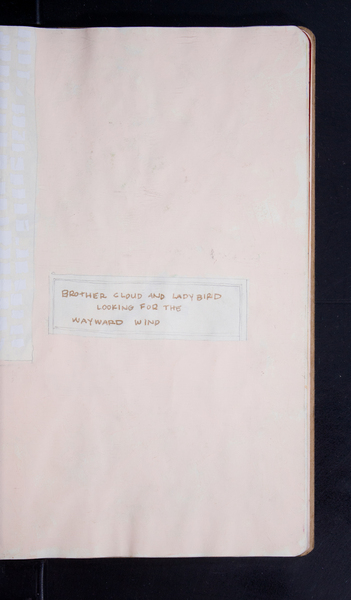 BROTHER CLOUD AND LADYBIRD
LOOKING FOR THE
WAYWARD WIND